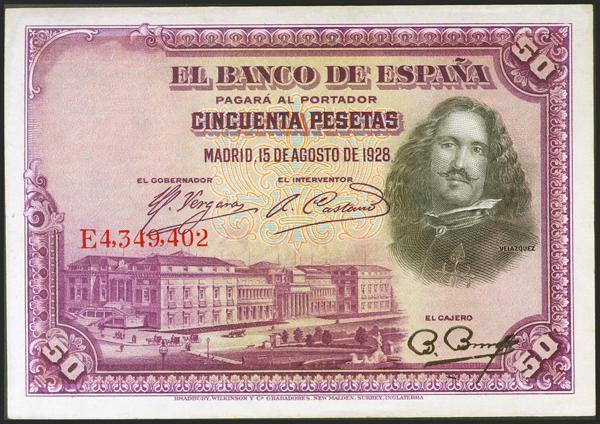 50
EL BANCO DE ESPAÑA
PAGARÁ AL PORTADOR
CINCUENTA PESETAS
MADRID, 15 DE AGOSTO DE 1928
EL GOBERNADOR
EL INTERVENTOR
E4,349,402
VELAZQUEZ
EL CAJERO
50
50
BRADBURY, WILKINSON Y Cª GRABADORES, NEW MALDEN, SURREY, INGLATERRA